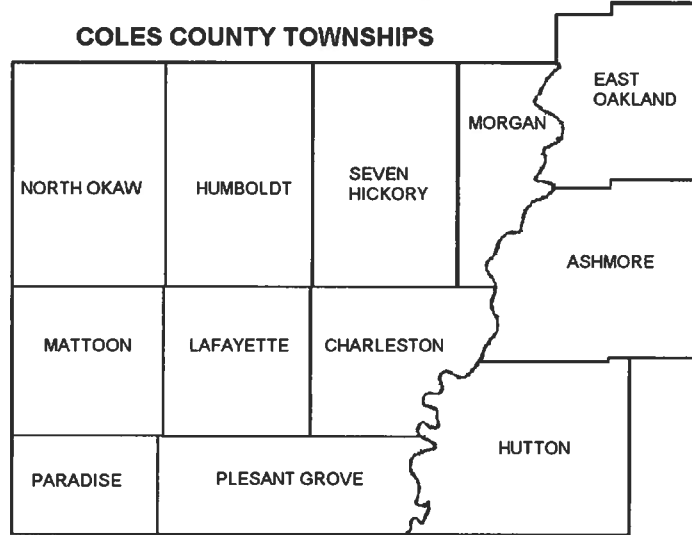 COLES COUNTY TOWNSHIPS
EAST
OAKLAND
MORGAN
NORTH OKAW
HUMBOLDT
SEVEN
HICKORY
ASHMORE
MATTOON
LAFAYETTE
CHARLESTON
HUTTON
PARADISE
PLESANT GROVE